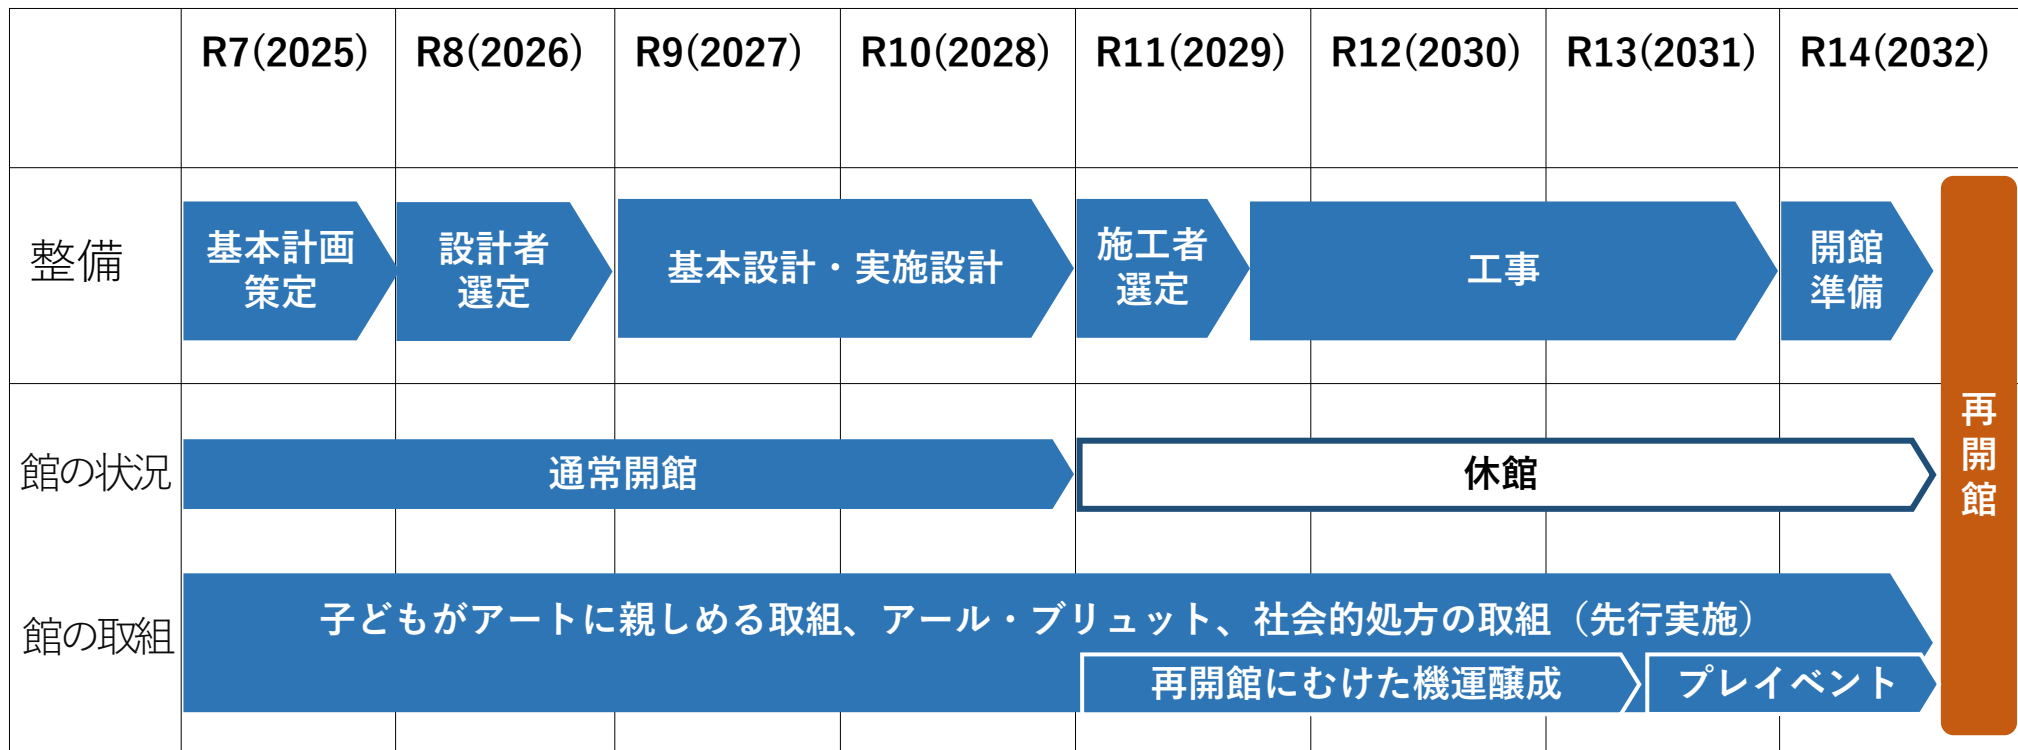 R7(2025) R8(2026) R9(2027) R10(2028) R11(2029) R12(2030) R13(2031) R14(2032)
整備
基本計画
策定
設計者
選定
基本設計・実施設計
施工者
選定
工事
開館
準備
館の状況
通常開館
休館
館の取組
子どもがアートに親しめる取組、アール・ブリュット、社会的処方の取組（先行実施）
再開館にむけた機運醸成
プレイベント
再開館